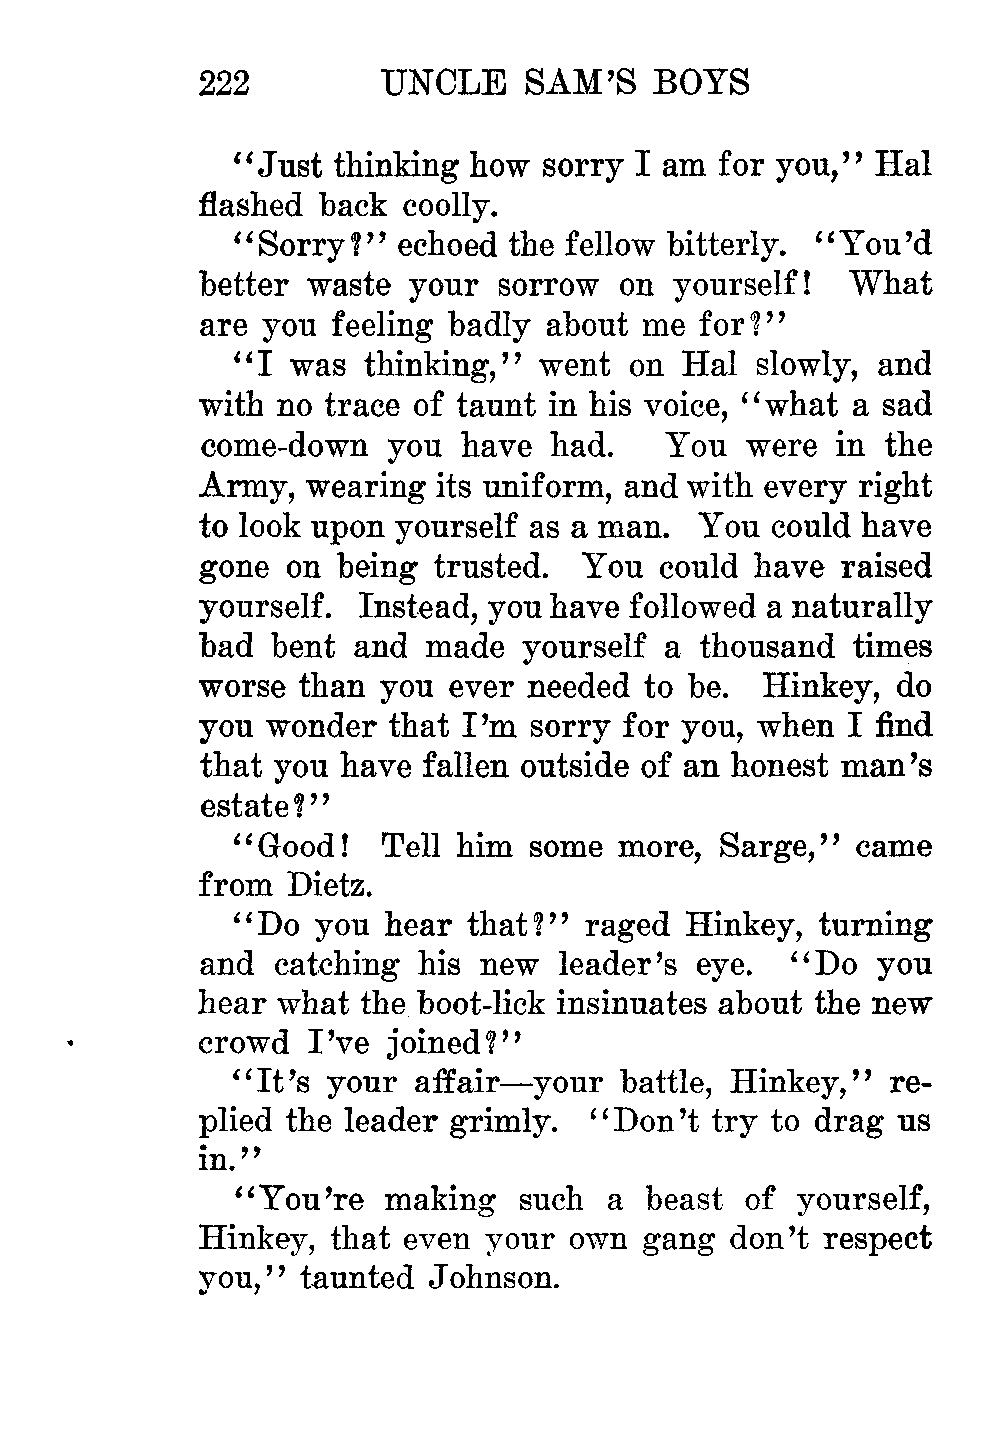 222 UNCLE SAM'S BOYS
"Just thinking how sorry I am for you," Hal
flashed back coolly.
"Sorry?" echoed the fellow bitterly. "You'd
better waste your sorrow on yourself! What
are you feeling badly about me for?"
"I was thinking," went on Hal slowly, and
with no trace of taunt in his voice, "what a sad
come-down you have had. You were in the
Army, wearing its uniform, and with every right
to look upon yourself as a man. You could have
gone on being trusted. You could have raised
yourself. Instead, you have followed a naturally
bad bent and made yourself a thousand times
worse than you ever needed to be. Hinkey, do
you wonder that I'm sorry for you, when I find
that you have fallen outside of an honest man's
estate?"
"Good! Tell him some more, Sarge," came
from Dietz.
"Do you hear that?" raged Hinkey, turning
and catching his new leader's eye. "Do you
hear what the boot-lick insinuates about the new
crowd I've joined?"
"It's your affair—your battle, Hinkey," re-
plied the leader grimly. "Don't try to drag us
in."
"You're making such a beast of yourself,
Hinkey, that even your own gang don't respect
you," taunted Johnson.